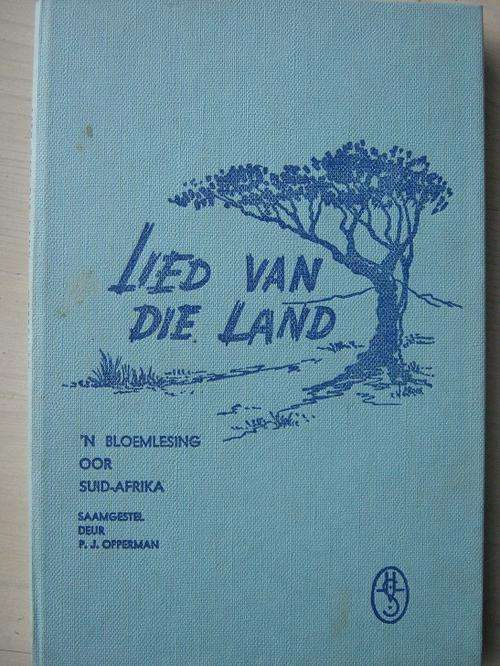 LIED VAN
DIE LAND
'N BLOEMLESING
OOR
SUID-AFRIKA
SAAMGESTEL
DEUR
P. J. OPPERMAN